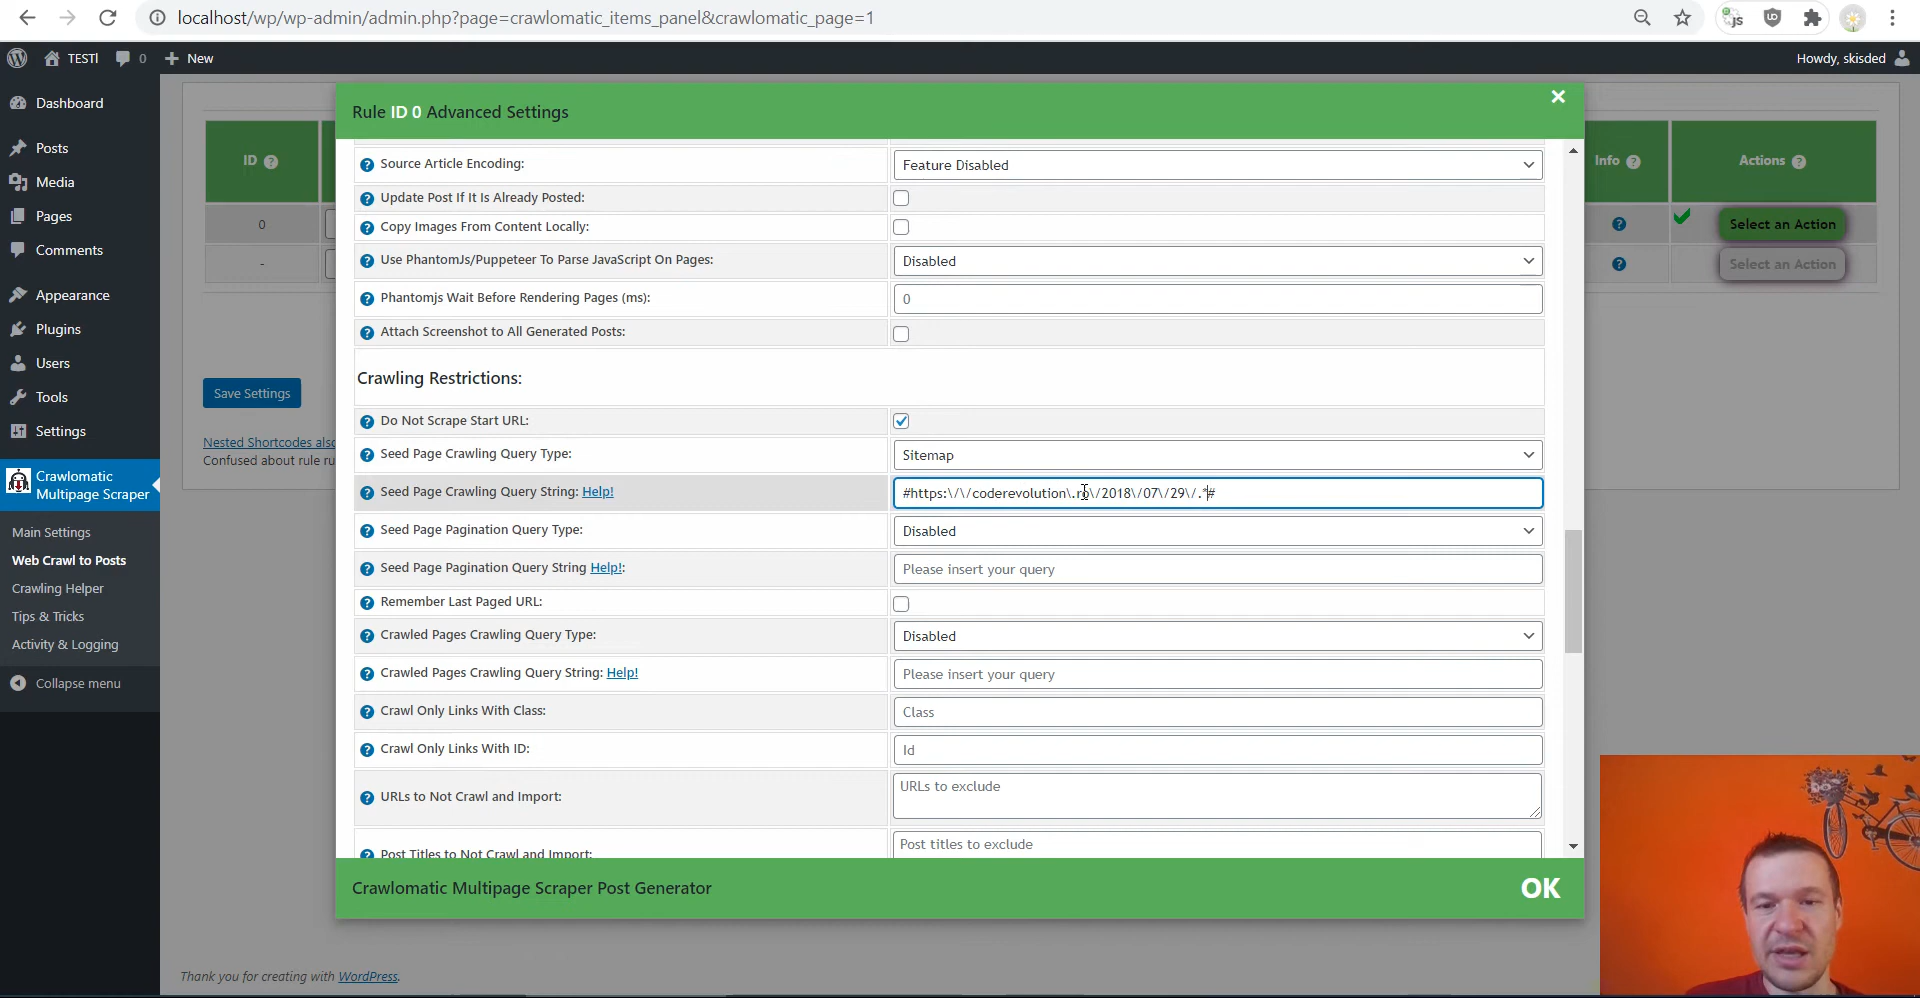 localhost/wp/wp-admin/admin.php?page=crawlomatic_items_panel&crawlomatic_page=1
TESTl 0 New Howdy, skisded
Dashboard
Posts
Media
Pages
Comments
Appearance
Plugins
Users
Tools
Settings
Crawlomatic
Multipage Scraper
Main Settings
Web Crawl to Posts
Crawling Helper
Tips & Tricks
Activity & Logging
Collapse menu
ID
0
-
Save Settings
Nested Shortcodes also
Confused about rule ru
Rule ID 0 Advanced Settings
Source Article Encoding: Feature Disabled
Update Post If It Is Already Posted:
Copy Images From Content Locally:
Use PhantomJs/Puppeteer To Parse JavaScript On Pages: Disabled
Phantomjs Wait Before Rendering Pages (ms): 0
Attach Screenshot to All Generated Posts:
Crawling Restrictions:
Do Not Scrape Start URL:
Seed Page Crawling Query Type: Sitemap
Seed Page Crawling Query String: Help! #https:\/\/coderevolution\.ro\/2018\/07\/29\/.*#
Seed Page Pagination Query Type: Disabled
Seed Page Pagination Query String Help!: Please insert your query
Remember Last Paged URL:
Crawled Pages Crawling Query Type: Disabled
Crawled Pages Crawling Query String: Help! Please insert your query
Crawl Only Links With Class: Class
Crawl Only Links With ID: Id
URLs to Not Crawl and Import: URLs to exclude
Post Titles to Not Crawl and Import: Post titles to exclude
Crawlomatic Multipage Scraper Post Generator OK
Info Actions
Select an Action
Select an Action
Thank you for creating with WordPress.